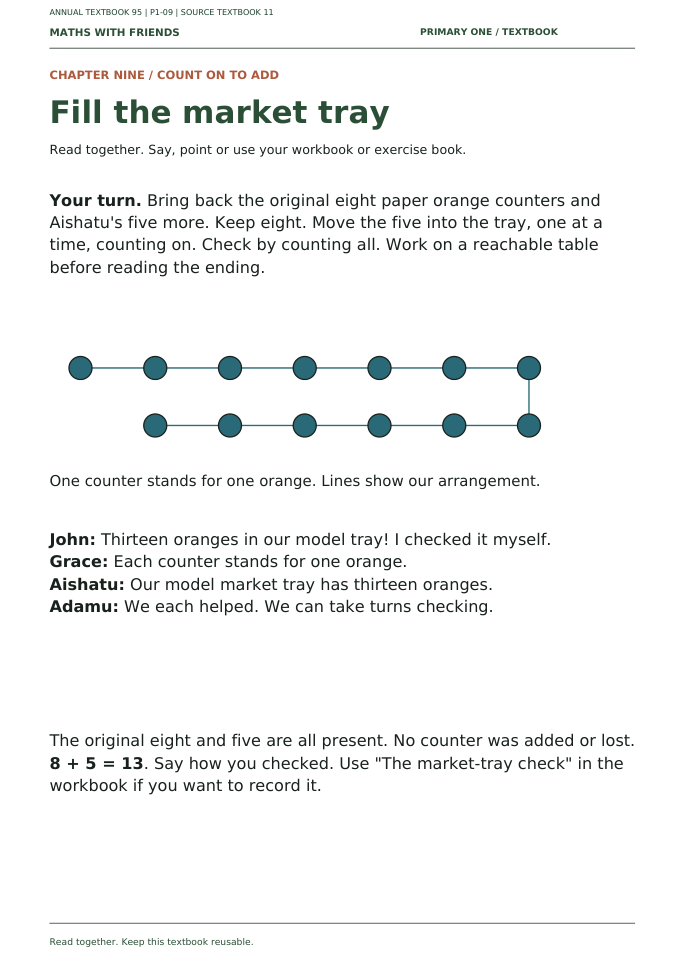 ANNUAL TEXTBOOK 95 | P1-09 | SOURCE TEXTBOOK 11
MATHS WITH FRIENDS
PRIMARY ONE / TEXTBOOK
CHAPTER NINE / COUNT ON TO ADD
Fill the market tray
Read together. Say, point or use your workbook or exercise book.
Your turn. Bring back the original eight paper orange counters and
Aishatu's five more. Keep eight. Move the five into the tray, one at a
time, counting on. Check by counting all. Work on a reachable table
before reading the ending.
One counter stands for one orange. Lines show our arrangement.
John: Thirteen oranges in our model tray! I checked it myself.
Grace: Each counter stands for one orange.
Aishatu: Our model market tray has thirteen oranges.
Adamu: We each helped. We can take turns checking.
The original eight and five are all present. No counter was added or lost.
8 + 5 = 13. Say how you checked. Use "The market-tray check" in the
workbook if you want to record it.
Read together. Keep this textbook reusable.